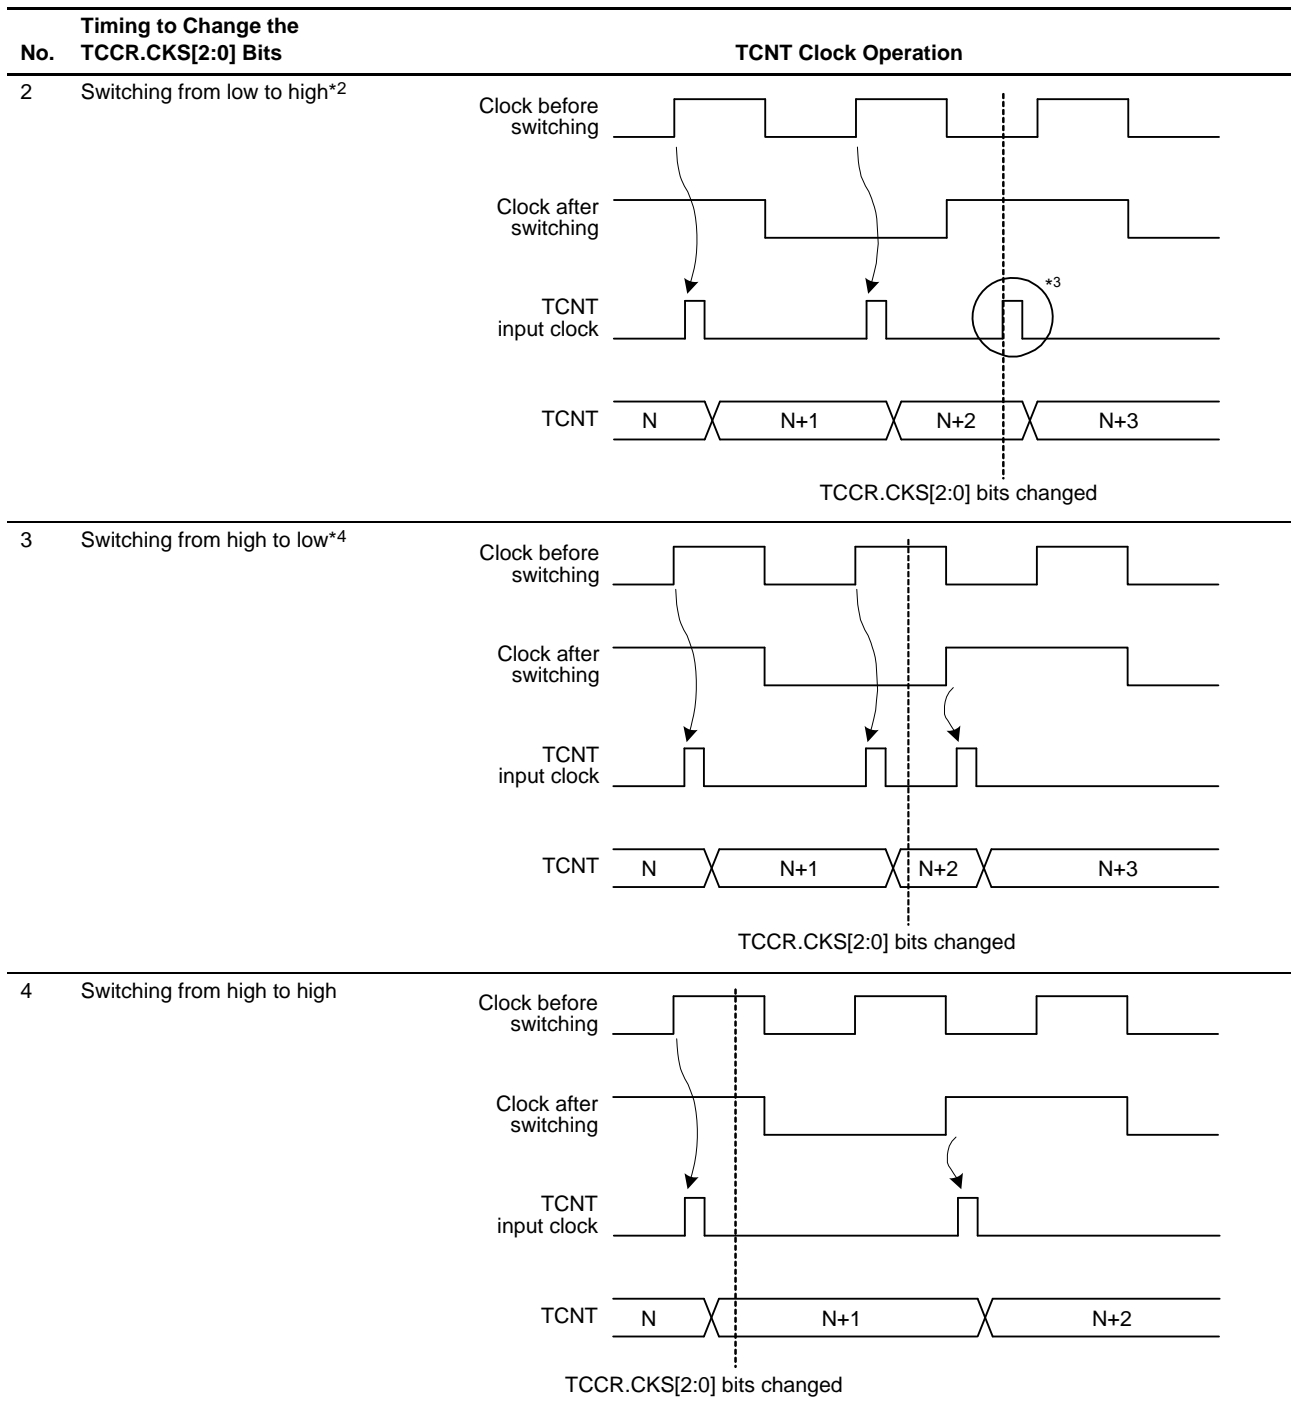 No. Timing to Change the TCCR.CKS[2:0] Bits TCNT Clock Operation
2 Switching from low to high*2
Clock before switching
Clock after switching
*3
TCNT input clock
TCNT N N+1 N+2 N+3
TCCR.CKS[2:0] bits changed
3 Switching from high to low*4
Clock before switching
Clock after switching
TCNT input clock
TCNT N N+1 N+2 N+3
TCCR.CKS[2:0] bits changed
4 Switching from high to high
Clock before switching
Clock after switching
TCNT input clock
TCNT N N+1 N+2
TCCR.CKS[2:0] bits changed